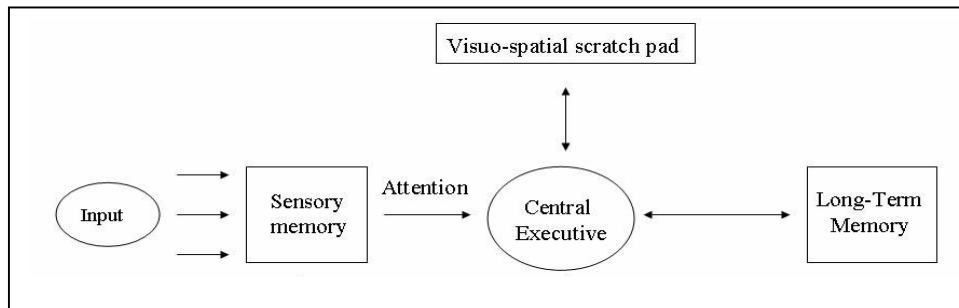 Visuo-spatial scratch pad
Input
Sensory
memory
Attention
Central
Executive
Long-Term
Memory